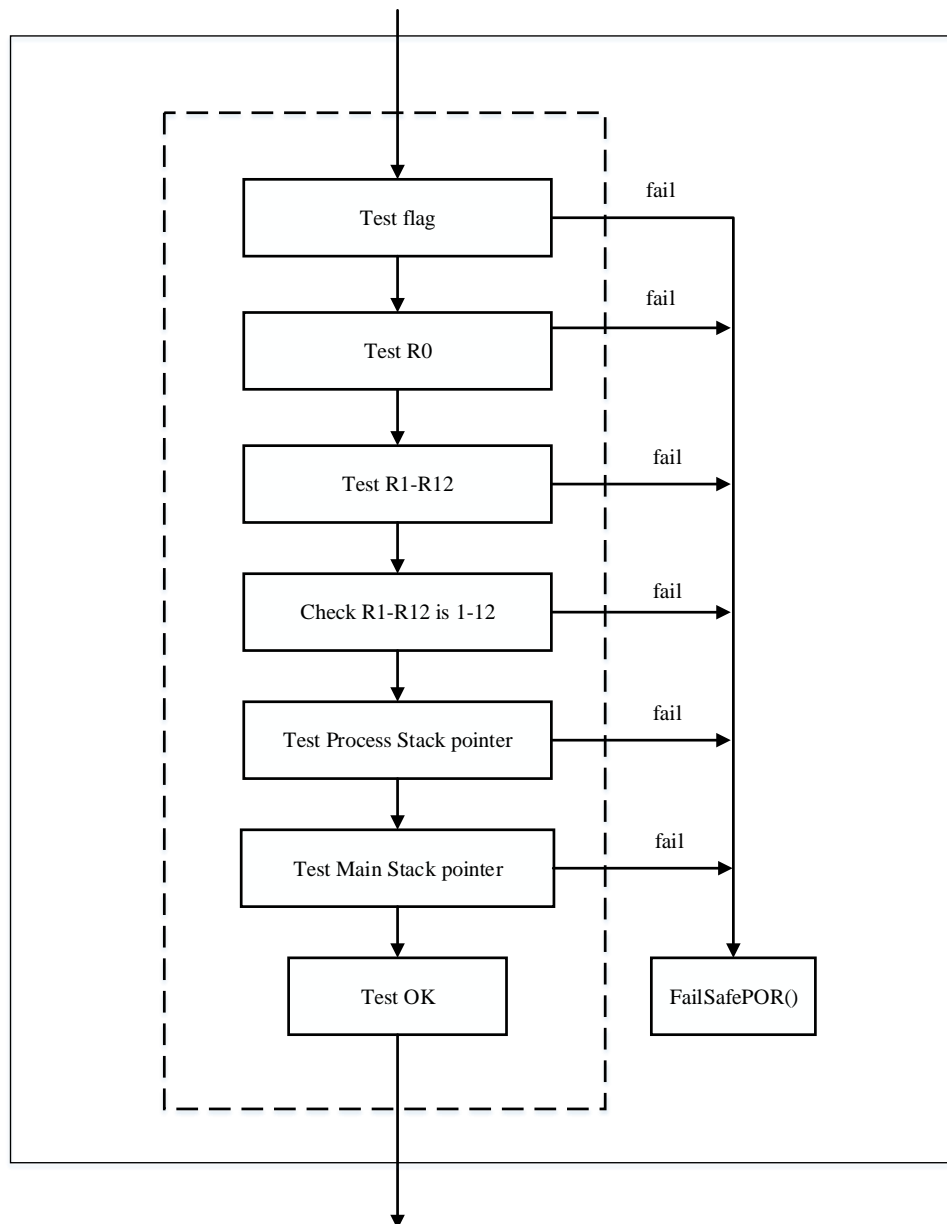 Test flag
fail
Test R0
fail
Test R1-R12
fail
Check R1-R12 is 1-12
fail
Test Process Stack pointer
fail
Test Main Stack pointer
fail
Test OK
FailSafePOR()